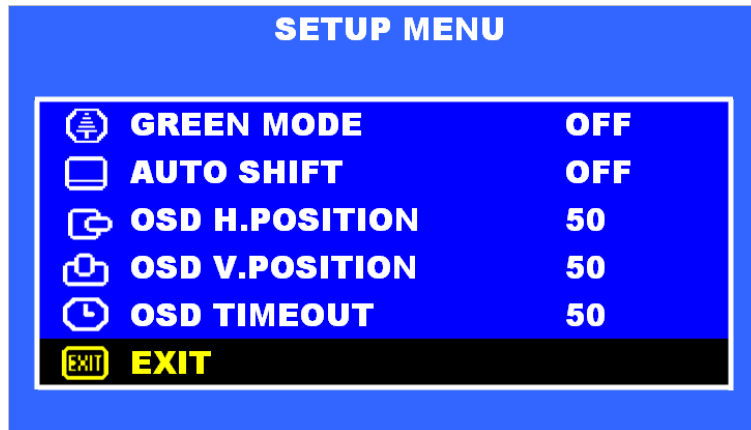 SETUP MENU
GREEN MODE OFF
AUTO SHIFT OFF
OSD H.POSITION 50
OSD V.POSITION 50
OSD TIMEOUT 50
EXIT EXIT